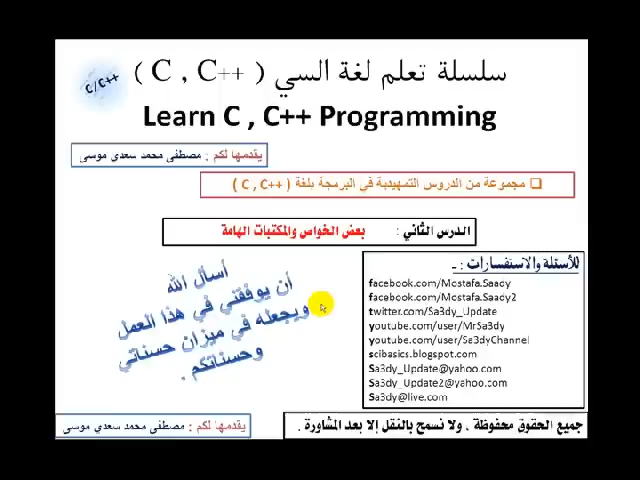 سلسلة تعلم لغة السي ( C , C++ )
C/C++
Learn C , C++ Programming
يقدمها لكم : مصطفى محمد سعدي موسى
❑ مجموعة من الدروس التمهيدية في البرمجة بلغة ( C , C++ )
الدرس الثاني : بعض الخواص والمكتبات الهامة
أسأل الله
أن يوفقني في هذا العمل
ويجعله في ميزان حسناتي
وحسناتكم .
للأسئلة والاستفسارات : ـ
facebook.com/Mostafa.Saady
facebook.com/Mostafa.Saady2
twitter.com/Sa3dy_Update
youtube.com/user/MrSa3dy
youtube.com/user/Sa3dyChannel
scibasics.blogspot.com
Sa3dy_Update@yahoo.com
Sa3dy_Update2@yahoo.com
Sa3dy@live.com
جميع الحقوق محفوظة ، ولا نسمح بالنقل إلا بعد المشاورة .
يقدمها لكم : مصطفى محمد سعدي موسى